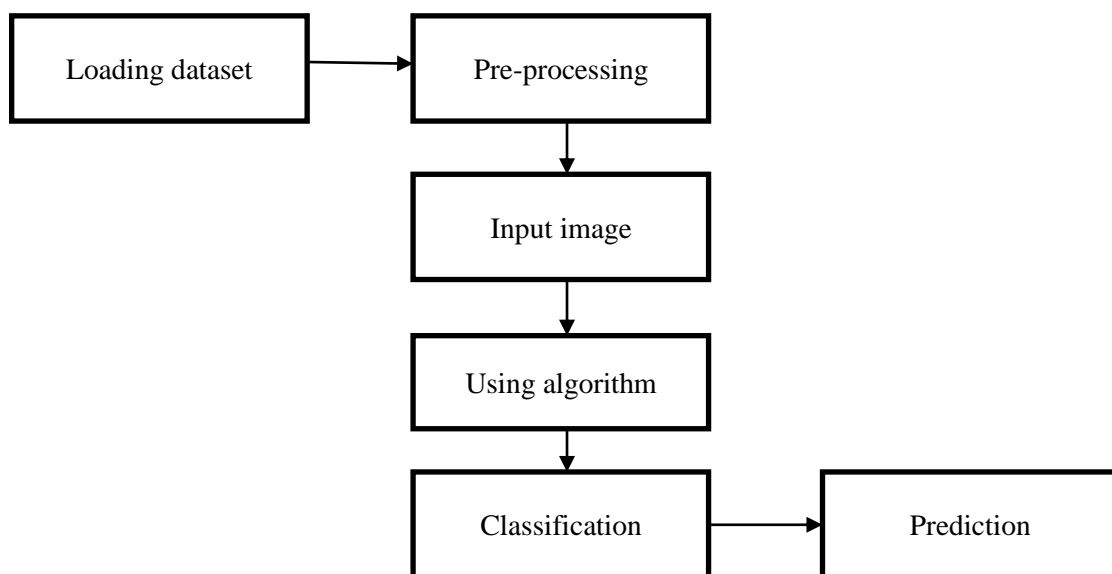 Loading dataset
Pre-processing
Input image
Using algorithm
Classification
Prediction